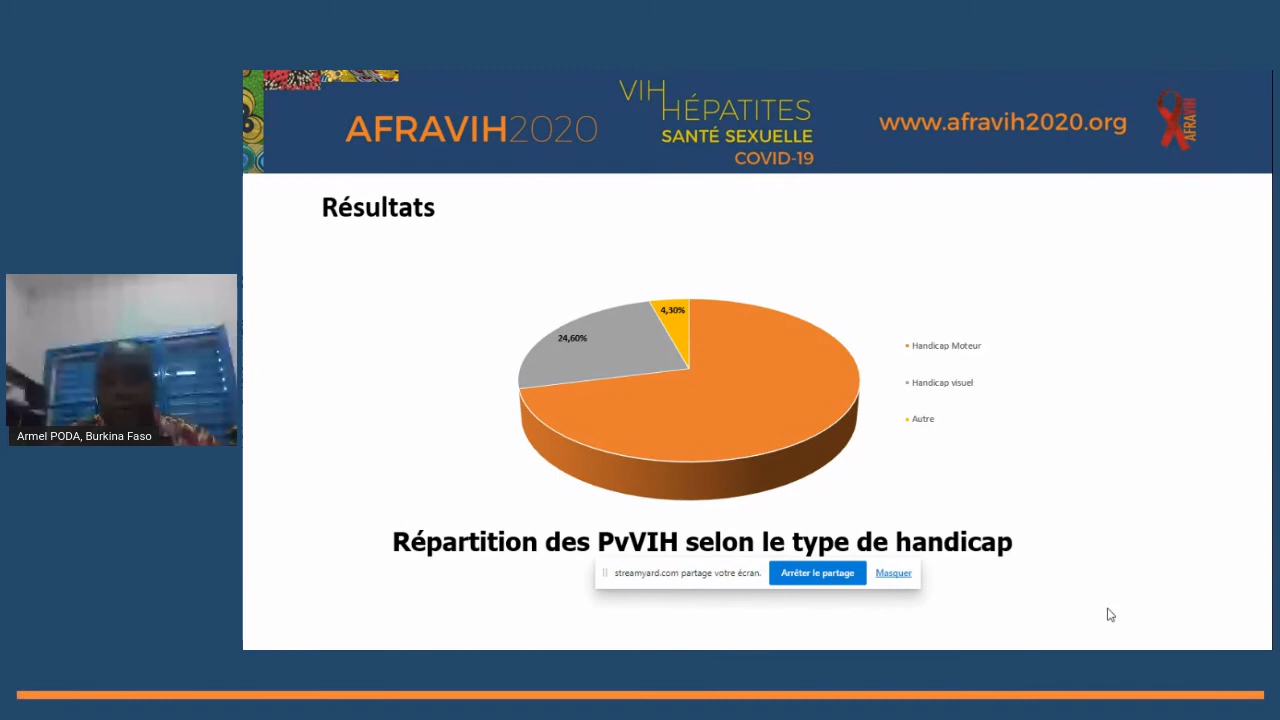 AFRAVIH2020
VIH
HÉPATITES
SANTÉ SEXUELLE
COVID-19
www.afravih2020.org
AFRAVIH
Résultats
4,30%
24,60%
Handicap Moteur
Handicap visuel
Autre
Armel PODA, Burkina Faso
Répartition des PvVIH selon le type de handicap
streamyard.com partage votre écran.
Arrêter le partage
Masquer